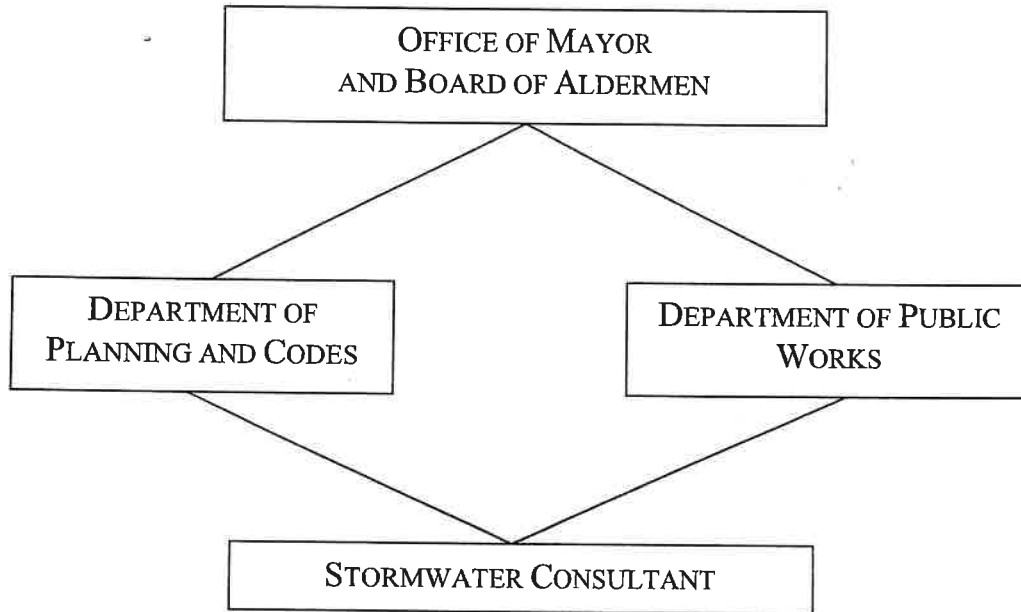 OFFICE OF MAYOR
AND BOARD OF ALDERMEN
DEPARTMENT OF
PLANNING AND CODES
DEPARTMENT OF PUBLIC
WORKS
STORMWATER CONSULTANT